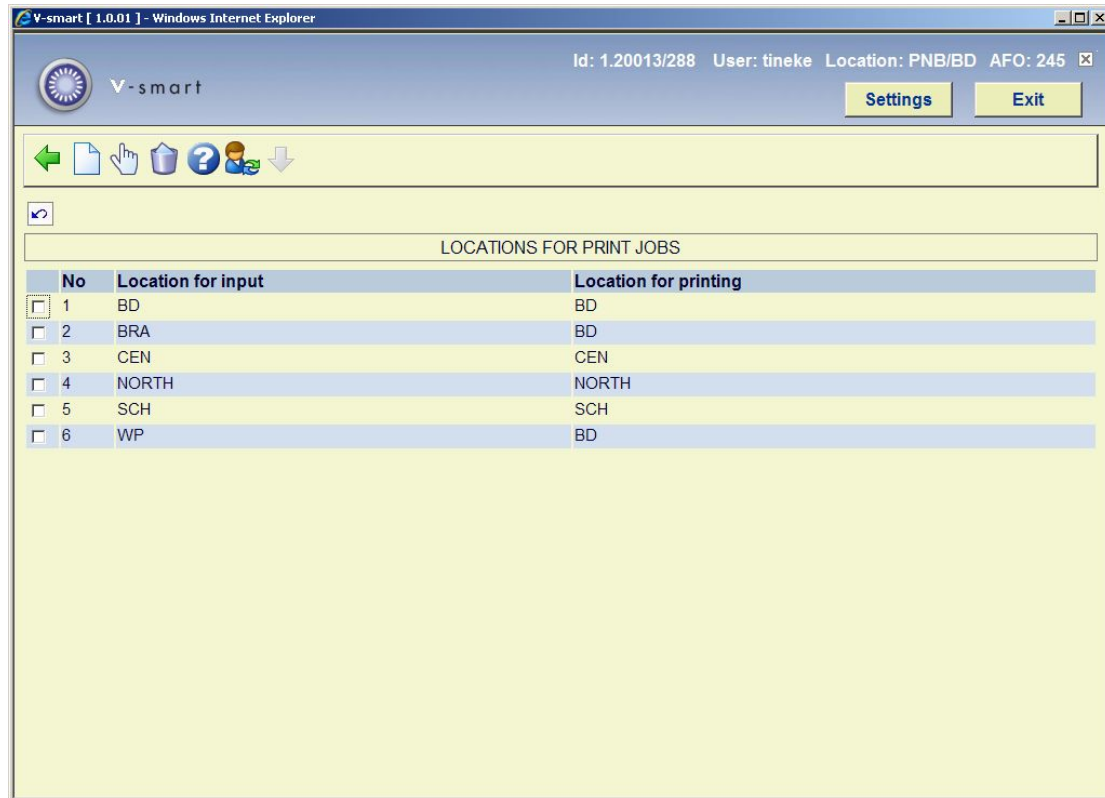 V-smart [ 1.0.01 ] - Windows Internet Explorer
Id: 1.20013/288 User: tineke Location: PNB/BD AFO: 245
V-smart
Settings Exit
LOCATIONS FOR PRINT JOBS
No Location for input Location for printing
1 BD BD
2 BRA BD
3 CEN CEN
4 NORTH NORTH
5 SCH SCH
6 WP BD